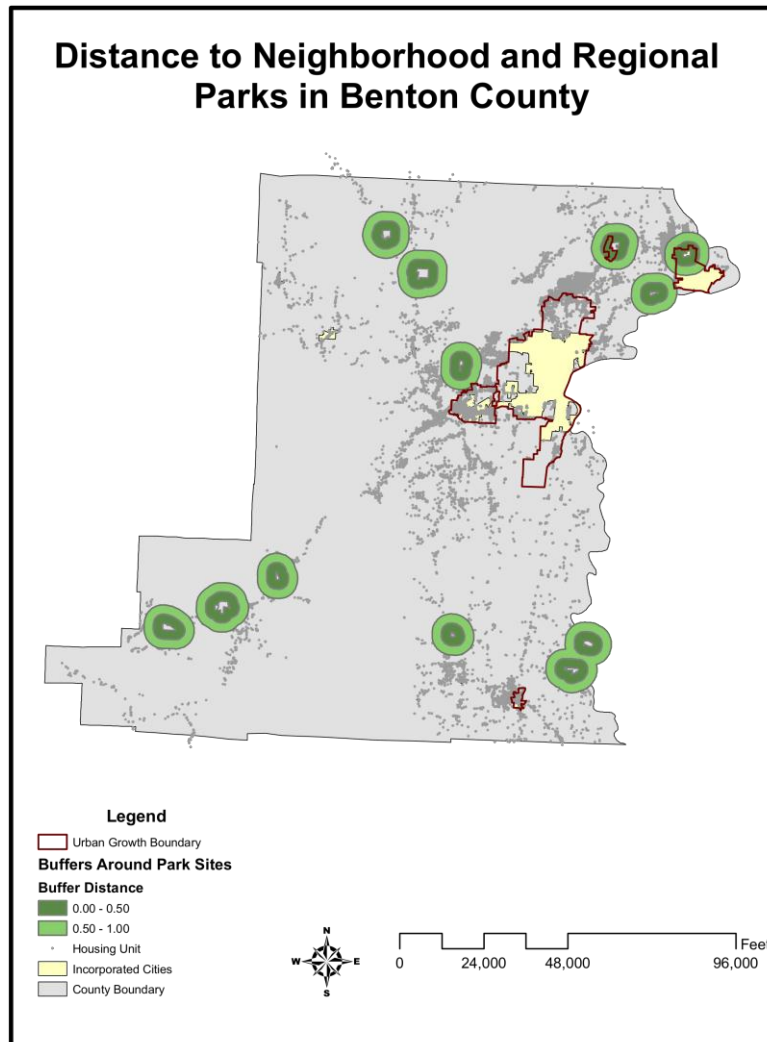 Distance to Neighborhood and Regional
Parks in Benton County
Legend
Urban Growth Boundary
Buffers Around Park Sites
Buffer Distance
0.00 - 0.50
0.50 - 1.00
Housing Unit
Incorporated Cities
County Boundary
N
W E
S
Feet
0 24,000 48,000 96,000